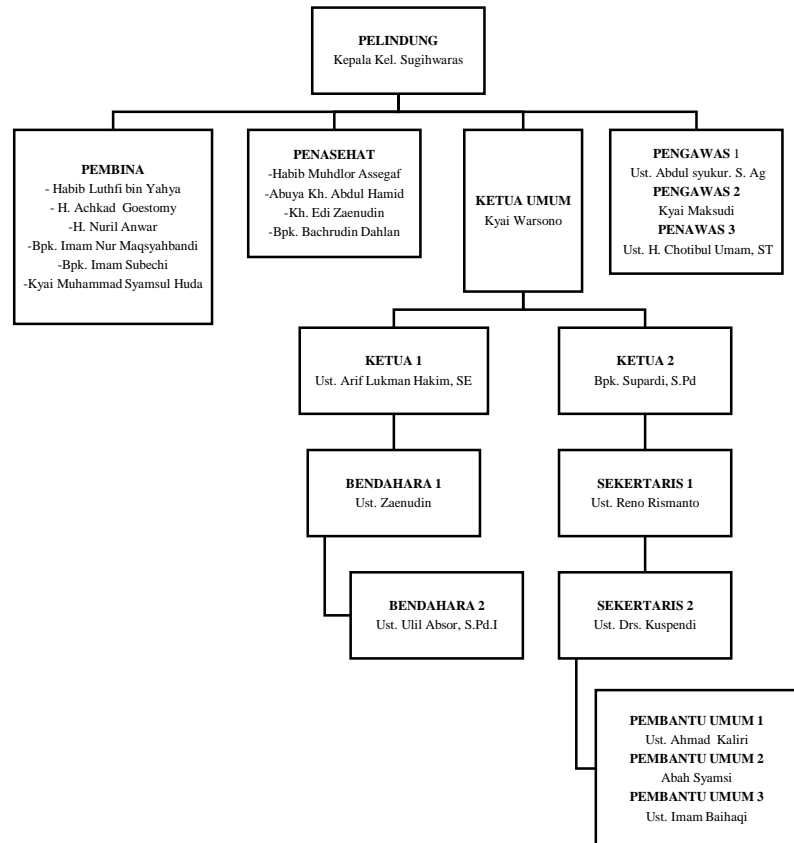 PELINDUNG
Kepala Kel. Sugihwaras
PEMBINA
- Habib Luthfi bin Yahya
- H. Achkad Goestomy
-H. Nuril Anwar
-Bpk. Imam Nur Maqsyahbandi
-Bpk. Imam Subechi
-Kyai Muhammad Syamsul Huda
PENASEHAT
-Habib Muhdlor Assegaf
-Abuya Kh. Abdul Hamid
-Kh. Edi Zaenudin
-Bpk. Bachrudin Dahlan
KETUA UMUM
Kyai Warsono
PENGAWAS 1
Ust. Abdul syukur. S. Ag
PENGAWAS 2
Kyai Maksudi
PENAWAS 3
Ust. H. Chotibul Umam, ST
KETUA 1
Ust. Arif Lukman Hakim, SE
KETUA 2
Bpk. Supardi, S.Pd
BENDAHARA 1
Ust. Zaenudin
SEKERTARIS 1
Ust. Reno Rismanto
BENDAHARA 2
Ust. Ulil Absor, S.Pd.I
SEKERTARIS 2
Ust. Drs. Kuspendi
PEMBANTU UMUM 1
Ust. Ahmad Kaliri
PEMBANTU UMUM 2
Abah Syamsi
PEMBANTU UMUM 3
Ust. Imam Baihaqi